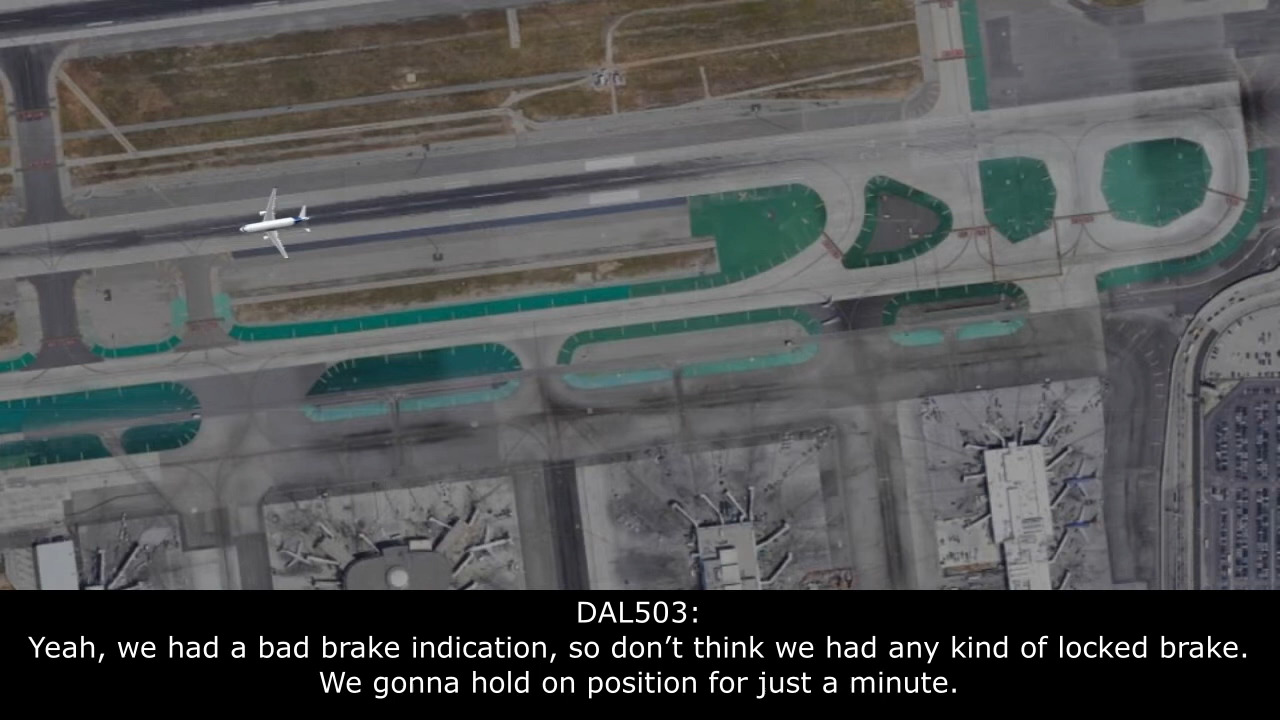 DAL503:
Yeah, we had a bad brake indication, so don’t think we had any kind of locked brake.
We gonna hold on position for just a minute.